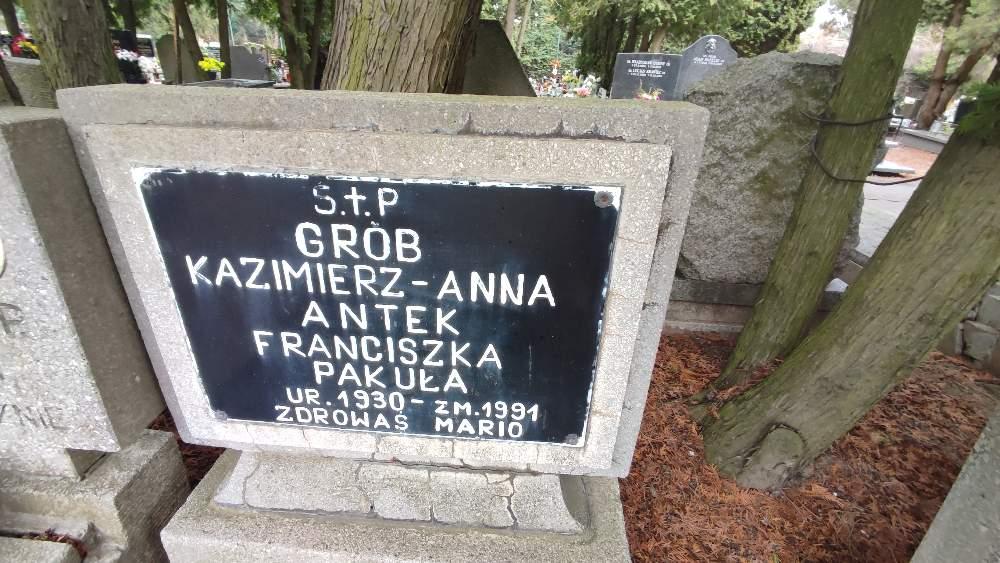 S.†.P
GRÓB
KAZIMIERZ-ANNA
ANTEK
FRANCISZKA
PAKUŁA
UR.1930-ZM.1991
ZDROWAŚ MARIO